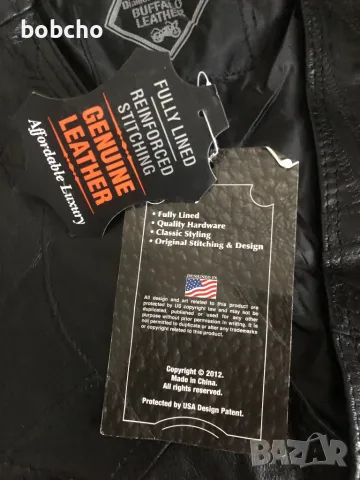 bobcho
BUFFALO
LEATHER
FULLY LINED
REINFORCED
STITCHING
GENUINE
LEATHER
Affordable Luxury
• Fully Lined
• Quality Hardware
• Classic Styling
• Original Stitching & Design
DESIGNED IN
All design and art related to this product are
protected by US copyright law and may not be
duplicated, published or used for any other
purpose without prior permission in writing. It is
not permitted to duplicate or alter any trademarks
or copyright related to this product.
Copyright © 2012.
Made in China.
All rights reserved.
Protected by USA Design Patent.
BAZAR